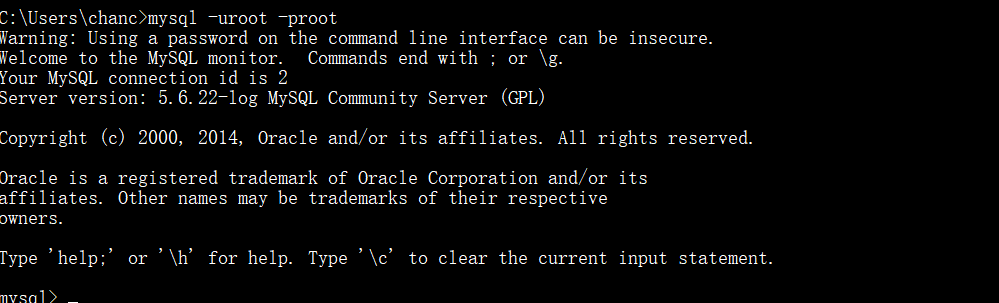 C:\Users\chanc>mysql -uroot -proot
Warning: Using a password on the command line interface can be insecure.
Welcome to the MySQL monitor.  Commands end with ; or \g.
Your MySQL connection id is 2
Server version: 5.6.22-log MySQL Community Server (GPL)
Copyright (c) 2000, 2014, Oracle and/or its affiliates. All rights reserved.
Oracle is a registered trademark of Oracle Corporation and/or its
affiliates. Other names may be trademarks of their respective
owners.
Type 'help;' or '\h' for help. Type '\c' to clear the current input statement.
mysql> _